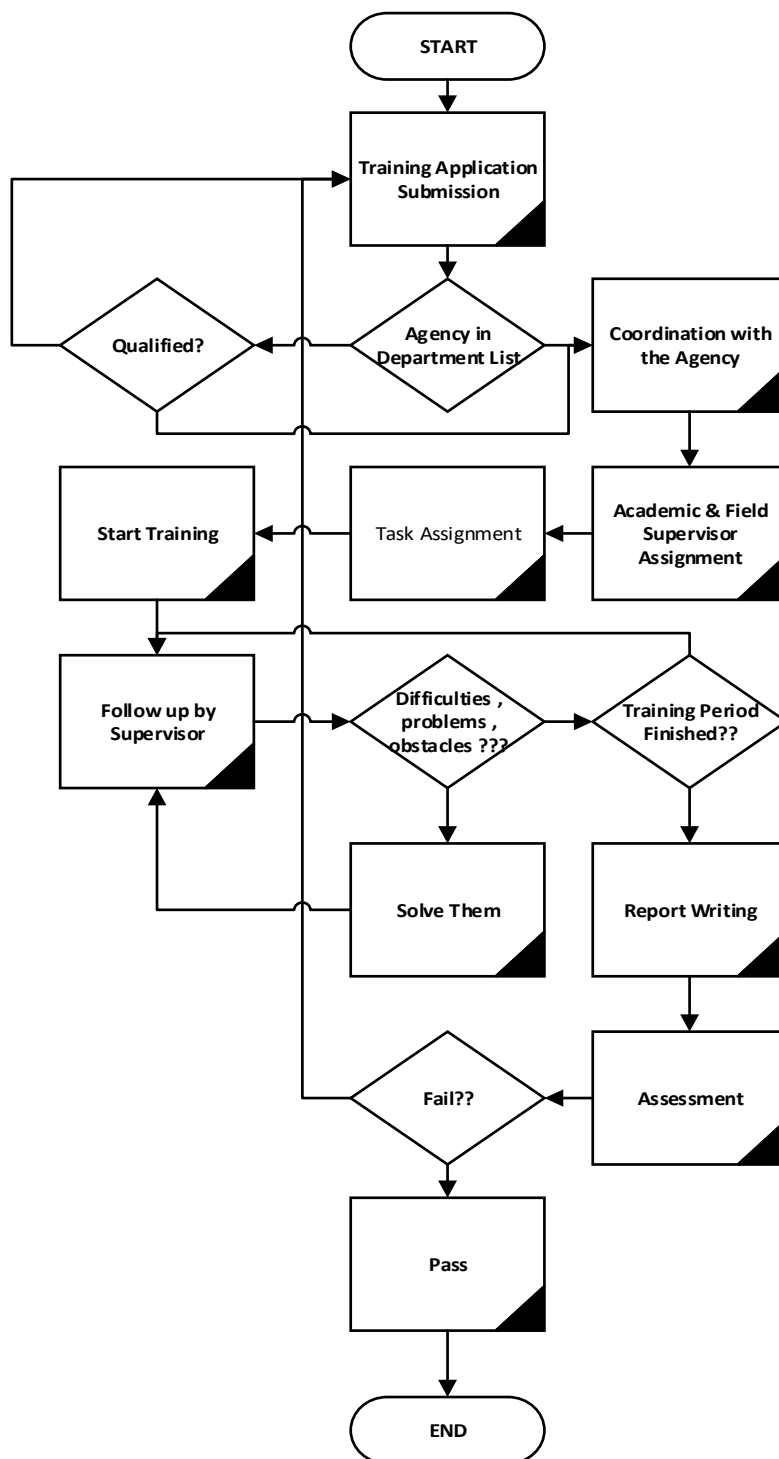 START
Training Application
Submission
Qualified?
Agency in
Department List
Coordination with
the Agency
Start Training
Task Assignment
Academic & Field
Supervisor
Assignment
Follow up by
Supervisor
Difficulties ,
problems ,
obstacles ???
Training Period
Finished??
Solve Them
Report Writing
Fail??
Assessment
Pass
END